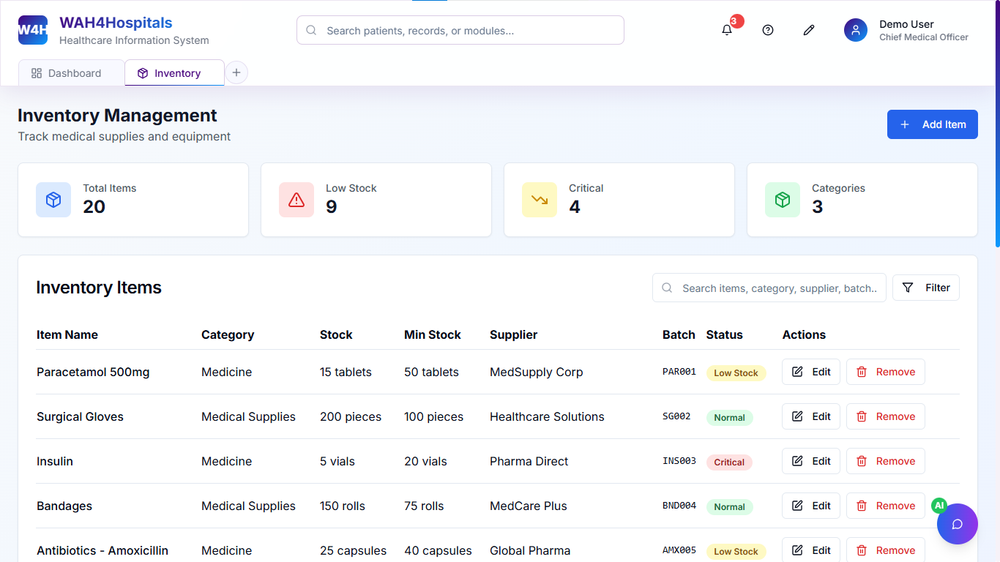 W4H
WAH4Hospitals
Healthcare Information System
Search patients, records, or modules...
3
Demo User
Chief Medical Officer
Dashboard
Inventory
Inventory Management
Track medical supplies and equipment
Add Item
Total Items
20
Low Stock
9
Critical
4
Categories
3
Inventory Items
Search items, category, supplier, batch..
Filter
Item Name Category Stock Min Stock Supplier Batch Status Actions
Paracetamol 500mg Medicine 15 tablets 50 tablets MedSupply Corp PAR001 Low Stock Edit Remove
Surgical Gloves Medical Supplies 200 pieces 100 pieces Healthcare Solutions SG002 Normal Edit Remove
Insulin Medicine 5 vials 20 vials Pharma Direct INS003 Critical Edit Remove
Bandages Medical Supplies 150 rolls 75 rolls MedCare Plus BND004 Normal Edit Remove
AI
Antibiotics - Amoxicillin Medicine 25 capsules 40 capsules Global Pharma AMX005 Low Stock Edit Remove